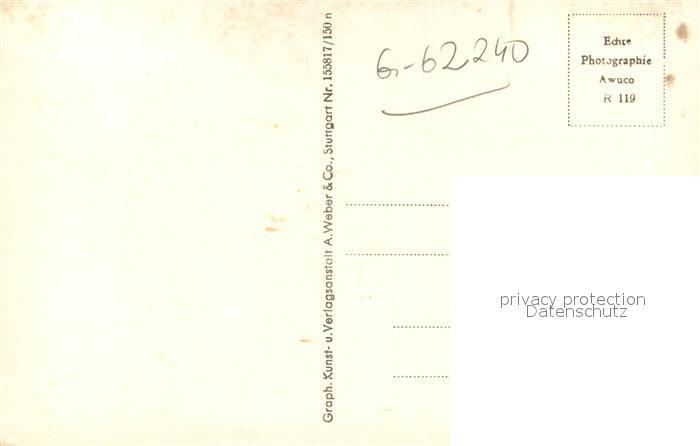 Graph. Kunst- u. Verlagsanstalt A. Weber & Co., Stuttgart Nr. 155817/150 n
6-62240
Echte
Photographie
Awuco
R 119
privacy protection
Datenschutz